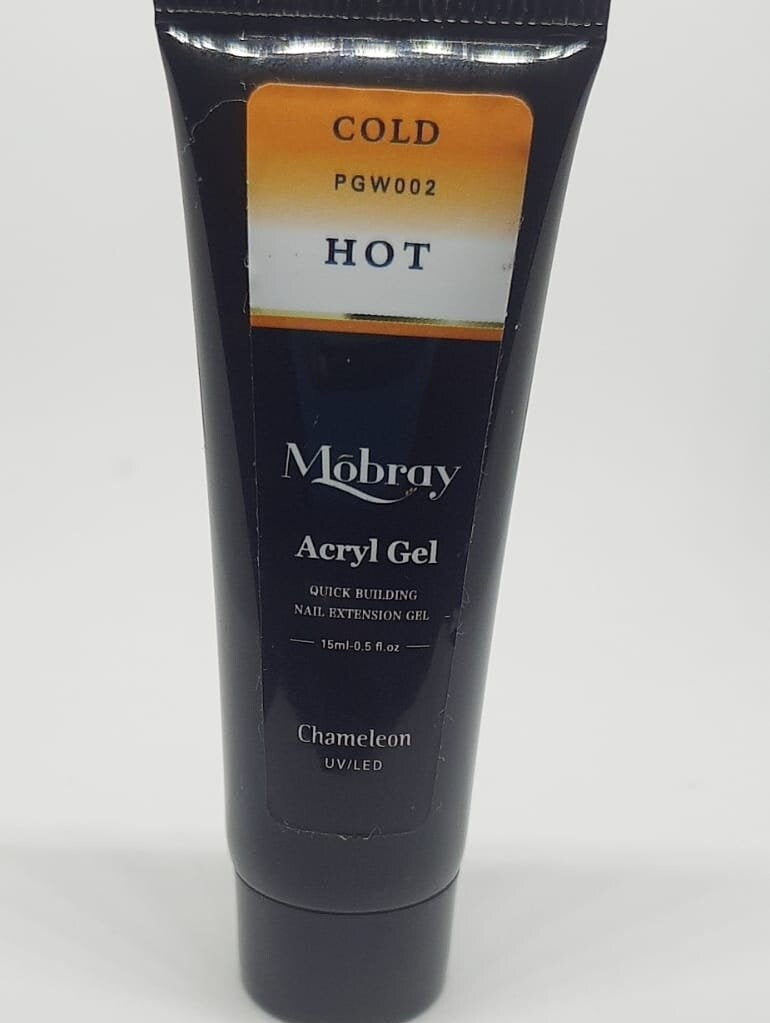 COLD
PGW002
HOT
Mōbray
Acryl Gel
QUICK BUILDING
NAIL EXTENSION GEL
15ml-0.5 fl.oz
Chameleon
UV/LED